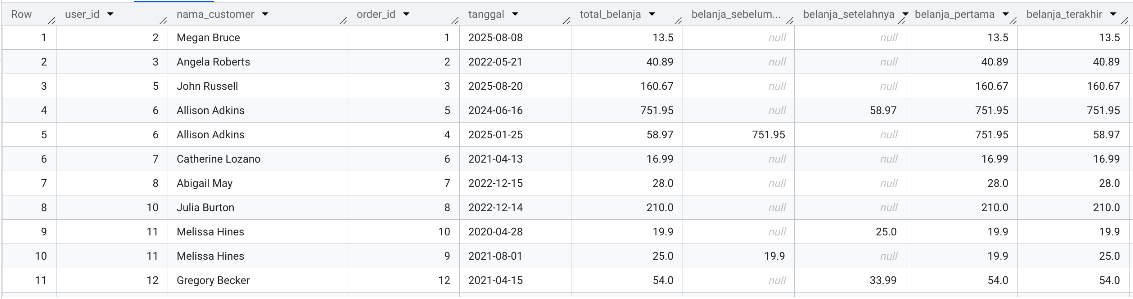 Row user_id nama_customer order_id tanggal total_belanja belanja_sebelum... belanja_setelahnya belanja_pertama belanja_terakhir
1 2 Megan Bruce 1 2025-08-08 13.5 null null 13.5 13.5
2 3 Angela Roberts 2 2022-05-21 40.89 null null 40.89 40.89
3 5 John Russell 3 2025-08-20 160.67 null null 160.67 160.67
4 6 Allison Adkins 5 2024-06-16 751.95 null 58.97 751.95 751.95
5 6 Allison Adkins 4 2025-01-25 58.97 751.95 null 751.95 58.97
6 7 Catherine Lozano 6 2021-04-13 16.99 null null 16.99 16.99
7 8 Abigail May 7 2022-12-15 28.0 null null 28.0 28.0
8 10 Julia Burton 8 2022-12-14 210.0 null null 210.0 210.0
9 11 Melissa Hines 10 2020-04-28 19.9 null 25.0 19.9 19.9
10 11 Melissa Hines 9 2021-08-01 25.0 19.9 null 19.9 25.0
11 12 Gregory Becker 12 2021-04-15 54.0 null 33.99 54.0 54.0